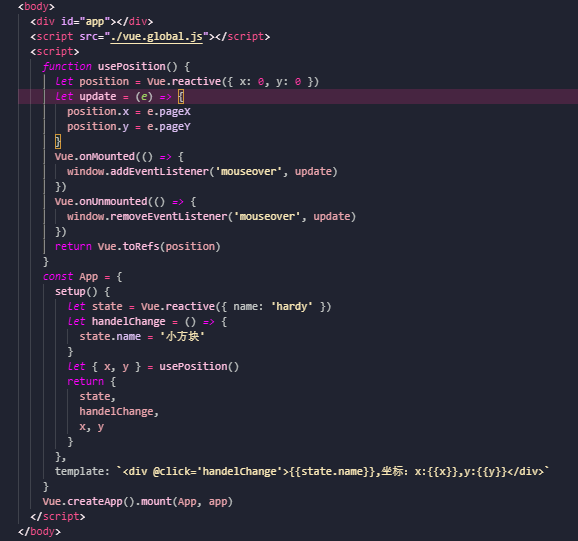 <body>
<div id="app"></div>
<script src="./vue.global.js"></script>
<script>
function usePosition() {
let position = Vue.reactive({ x: 0, y: 0 })
let update = (e) => {
position.x = e.pageX
position.y = e.pageY
}
Vue.onMounted(() => {
window.addEventListener('mouseover', update)
})
Vue.onUnmounted(() => {
window.removeEventListener('mouseover', update)
})
return Vue.toRefs(position)
}
const App = {
setup() {
let state = Vue.reactive({ name: 'hardy' })
let handelChange = () => {
state.name = '小方块'
}
let { x, y } = usePosition()
return {
state,
handelChange,
x, y
}
},
template: `<div @click='handelChange'>{{state.name}},坐标：x:{{x}},y:{{y}}</div>`
}
Vue.createApp().mount(App, app)
</script>
</body>